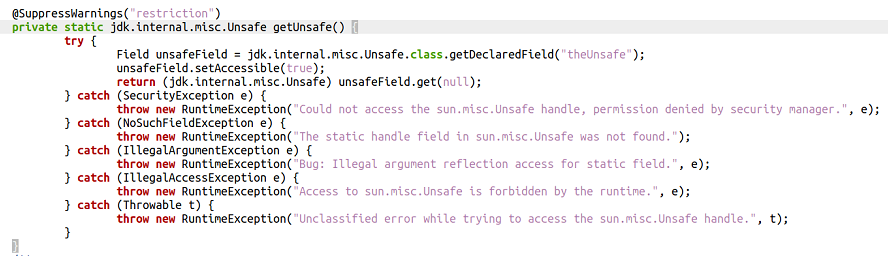 @SuppressWarnings("restriction")
private static jdk.internal.misc.Unsafe getUnsafe() {
try {
Field unsafeField = jdk.internal.misc.Unsafe.class.getDeclaredField("theUnsafe");
unsafeField.setAccessible(true);
return (jdk.internal.misc.Unsafe) unsafeField.get(null);
} catch (SecurityException e) {
throw new RuntimeException("Could not access the sun.misc.Unsafe handle, permission denied by security manager.", e);
} catch (NoSuchFieldException e) {
throw new RuntimeException("The static handle field in sun.misc.Unsafe was not found.");
} catch (IllegalArgumentException e) {
throw new RuntimeException("Bug: Illegal argument reflection access for static field.", e);
} catch (IllegalAccessException e) {
throw new RuntimeException("Access to sun.misc.Unsafe is forbidden by the runtime.", e);
} catch (Throwable t) {
throw new RuntimeException("Unclassified error while trying to access the sun.misc.Unsafe handle.", t);
}
}